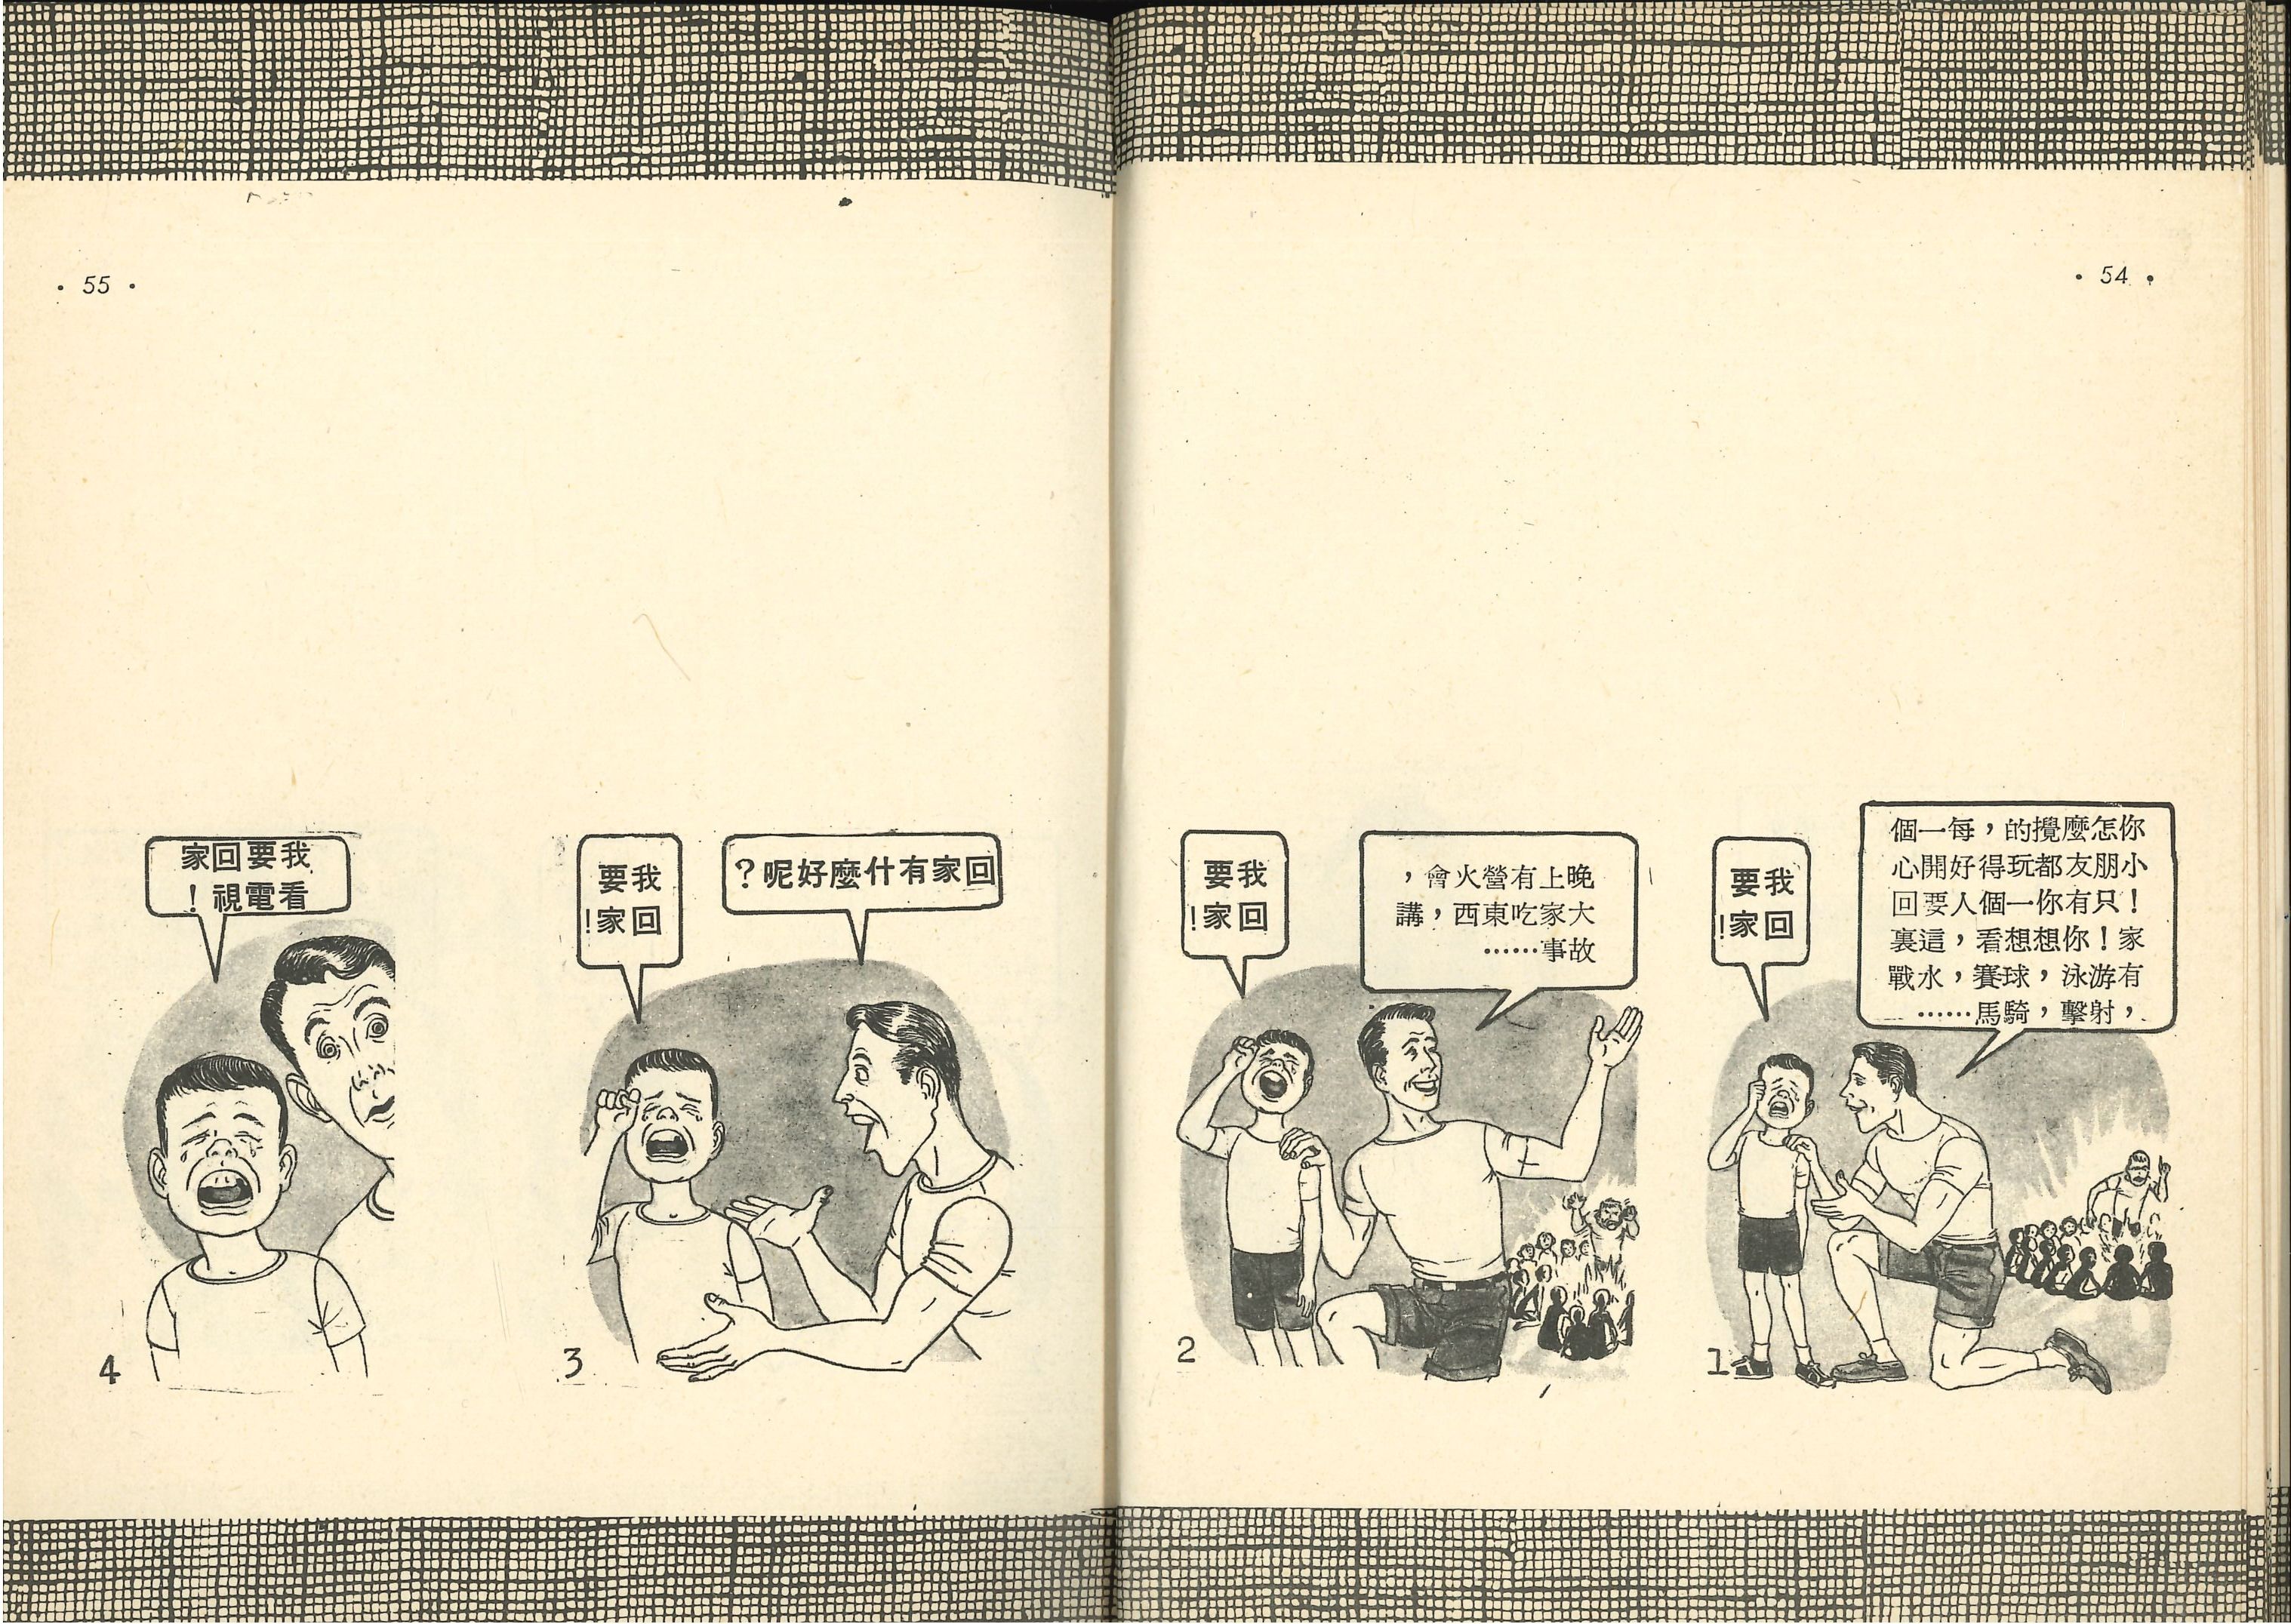 • 54 •
你怎麼攪的，每一個
小朋友都玩得好開心
！只有你一個人要回
家！你想想看，這裏
有游泳，球賽，水戰
，射擊，騎馬……
我要
回家!
1
晚上有營火會，
大家吃東西，講
故事……
我要
回家!
2
• 55 •
回家有什麼好呢？
我要
回家!
3
我要回家
看電視！
4